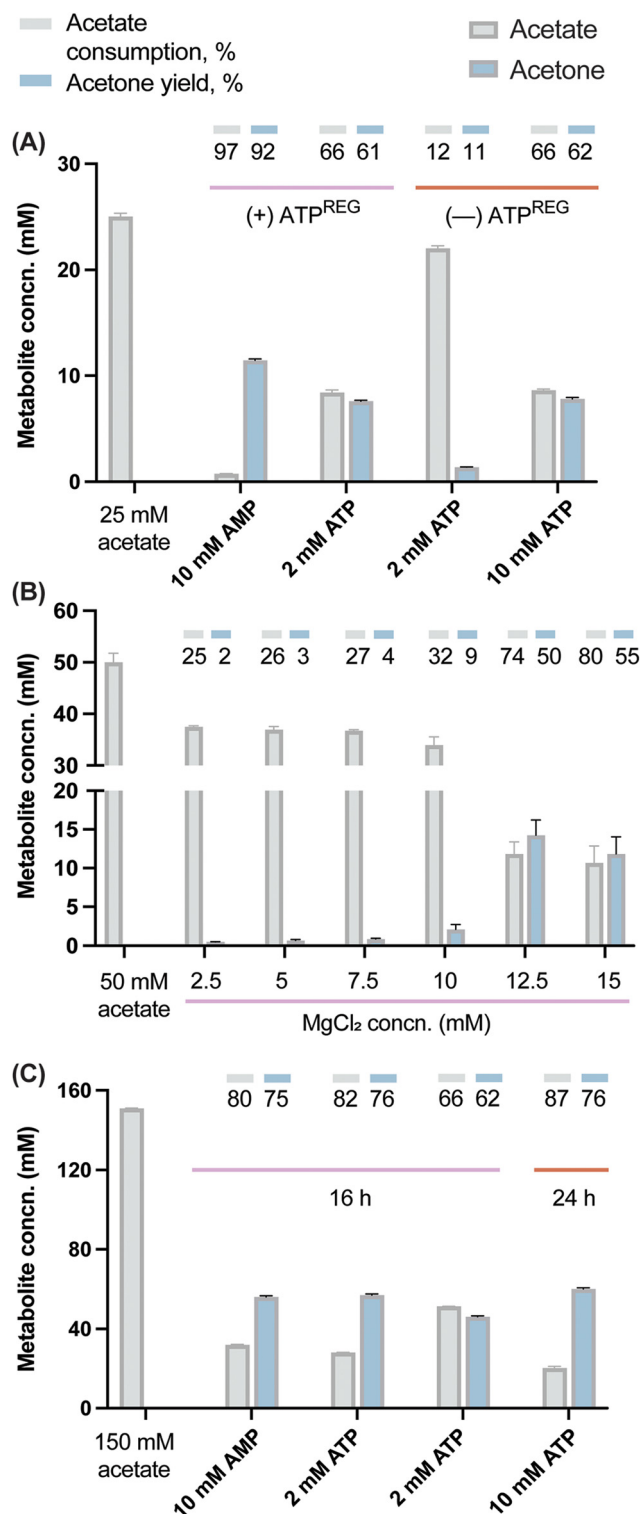 Acetate
consumption, %
Acetone yield, %
Acetate
Acetone
(A)
97 92 66 61 12 11 66 62
(+) ATPREG (—) ATPREG
Metabolite concn. (mM)
30
20
10
0
25 mM
acetate
10 mM AMP
2 mM ATP
2 mM ATP
10 mM ATP
(B)
25 2 26 3 27 4 32 9 74 50 80 55
Metabolite concn. (mM)
60
50
40
30
20
15
10
5
0
50 mM
acetate
2.5 5 7.5 10 12.5 15
MgCl₂ concn. (mM)
(C)
80 75 82 76 66 62 87 76
16 h 24 h
Metabolite concn. (mM)
160
120
80
40
0
150 mM
acetate
10 mM AMP
2 mM ATP
2 mM ATP
10 mM ATP